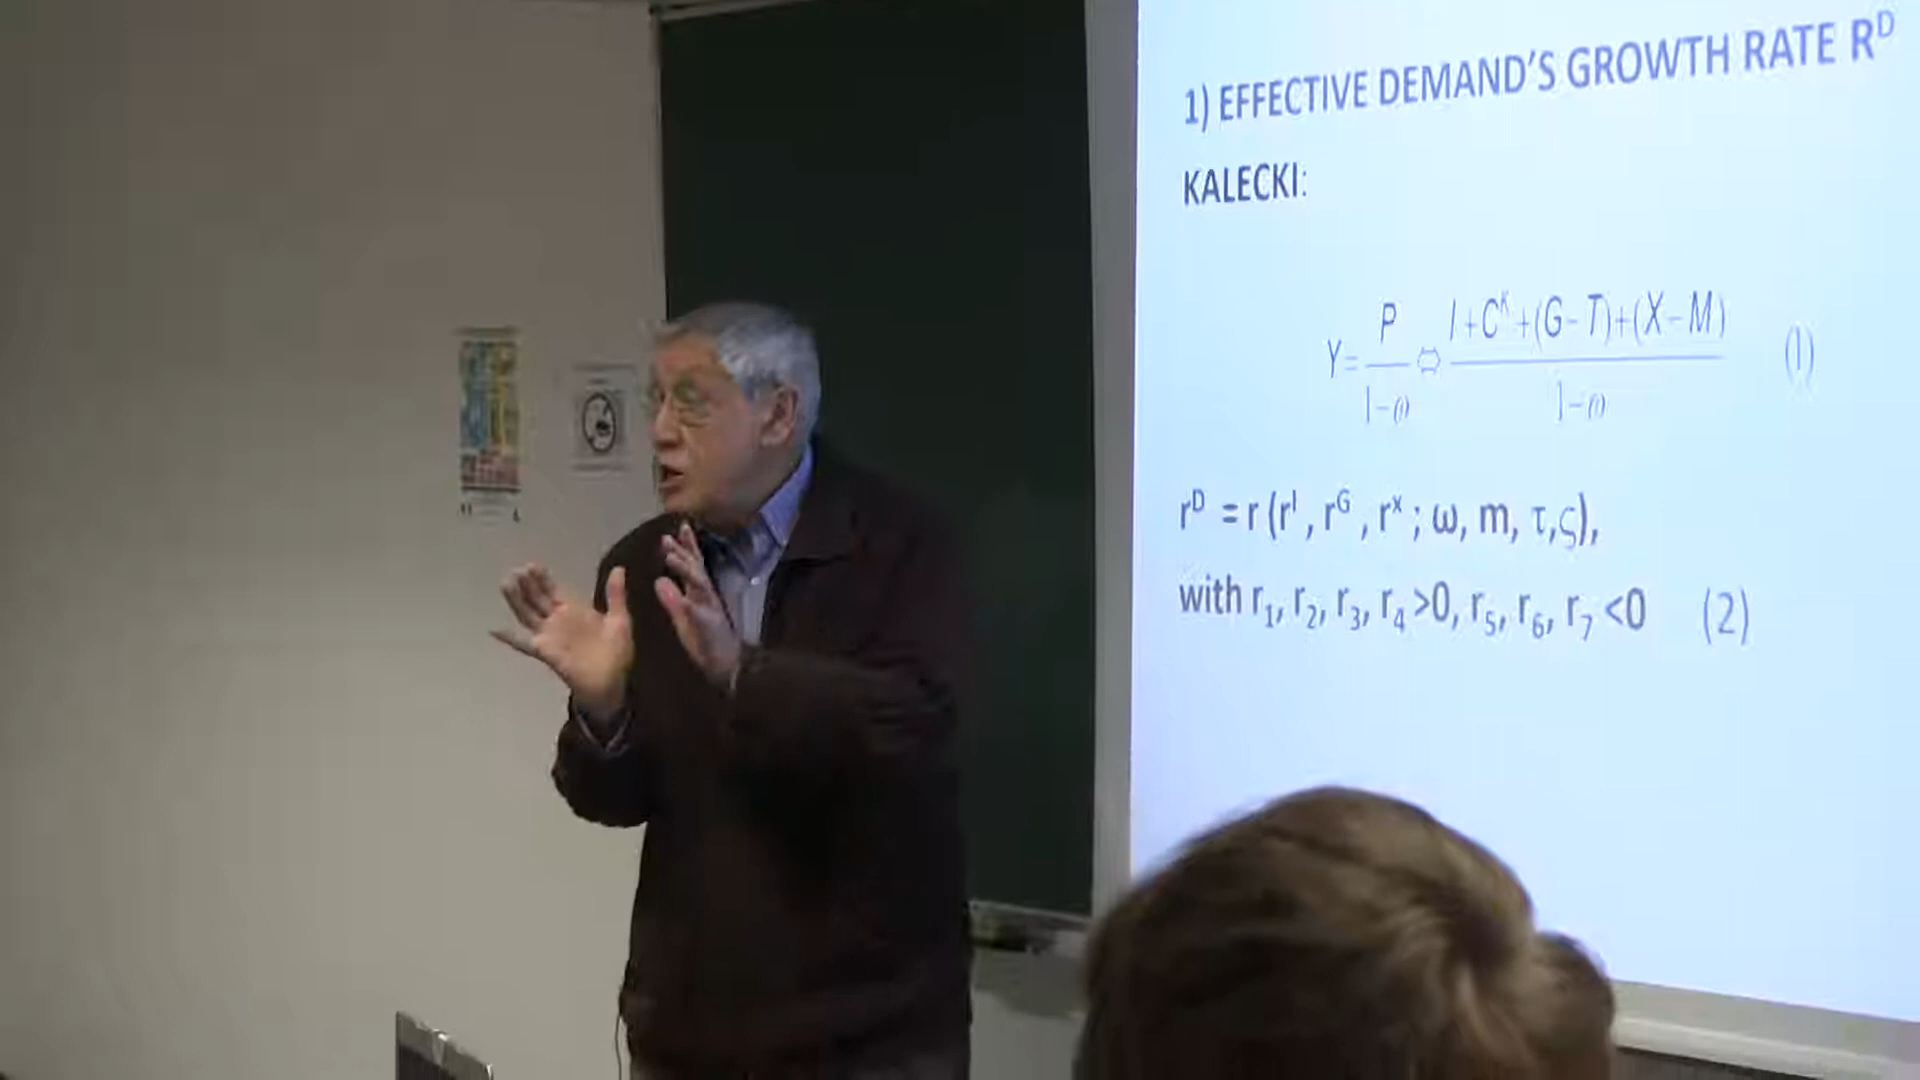 1) EFFECTIVE DEMAND'S GROWTH RATE R^D
KALECKI:
Y = P / (1-ω) ⇔ (I+C^K+(G-T)+(X-M)) / (1-ω) (1)
r^D = r (r^I, r^G, r^x; ω, m, τ,ς),
with r₁, r₂, r₃, r₄ >0, r₅, r₆, r₇ <0 (2)